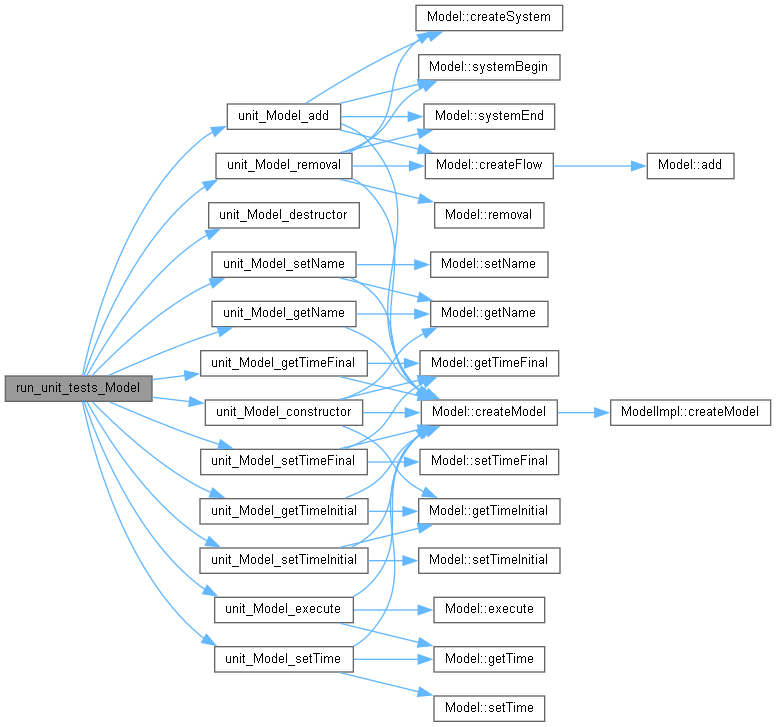 run_unit_tests_Model
unit_Model_add
unit_Model_removal
unit_Model_destructor
unit_Model_setName
unit_Model_getName
unit_Model_getTimeFinal
unit_Model_constructor
unit_Model_setTimeFinal
unit_Model_getTimeInitial
unit_Model_setTimeInitial
unit_Model_execute
unit_Model_setTime
Model::createSystem
Model::systemBegin
Model::systemEnd
Model::createFlow
Model::removal
Model::setName
Model::getName
Model::getTimeFinal
Model::createModel
Model::setTimeFinal
Model::getTimeInitial
Model::setTimeInitial
Model::execute
Model::getTime
Model::setTime
Model::add
ModelImpl::createModel